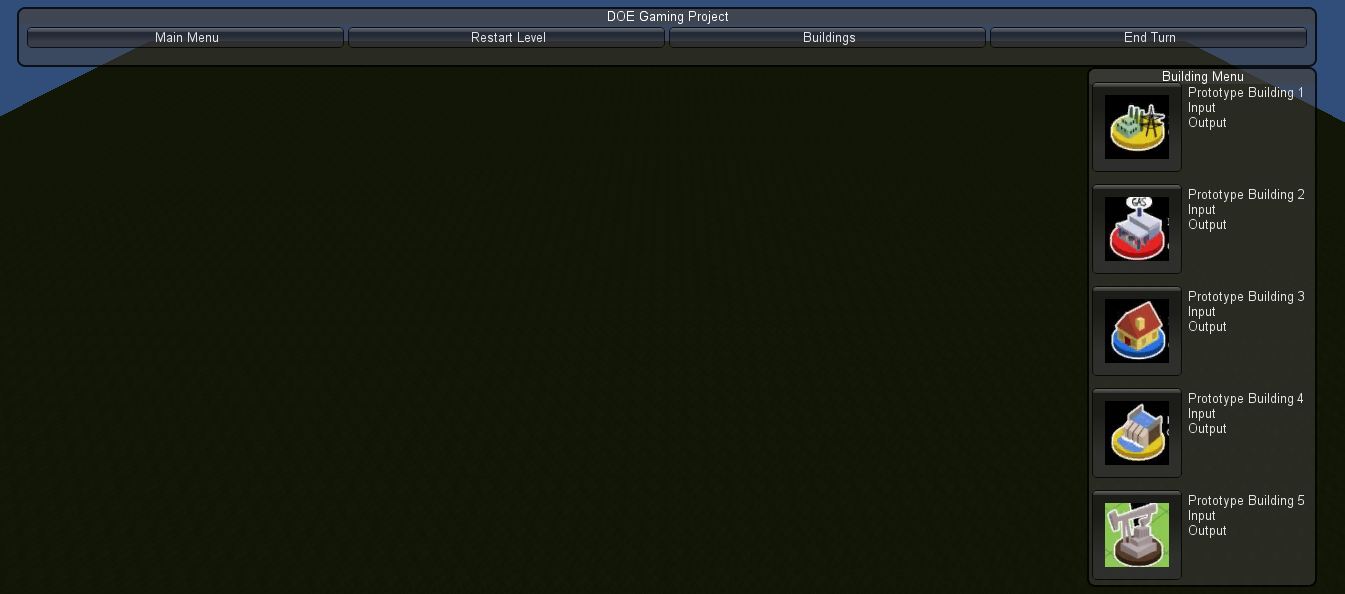 DOE Gaming Project
Main Menu
Restart Level
Buildings
End Turn
Building Menu
Prototype Building 1
Input
Output
Prototype Building 2
Input
Output
GAS
Prototype Building 3
Input
Output
Prototype Building 4
Input
Output
Prototype Building 5
Input
Output